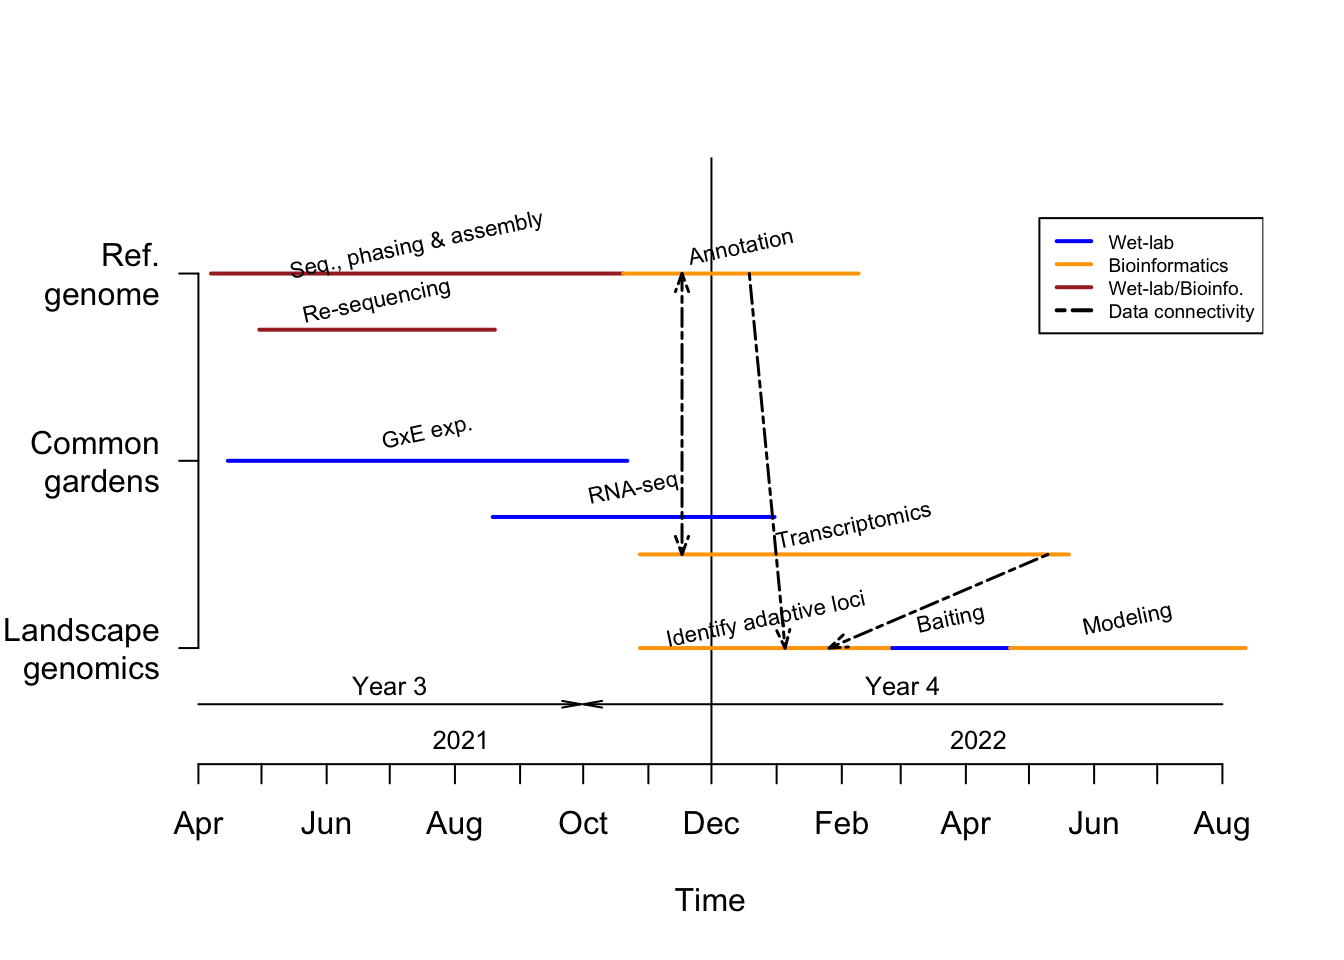 Seq., phasing & assembly
Annotation
Ref.
genome
Re-sequencing
Wet-lab
Bioinformatics
Wet-lab/Bioinfo.
Data connectivity
Common
gardens
GxE exp.
RNA-seq
Transcriptomics
Landscape
genomics
Identify adaptive loci
Baiting
Modeling
Year 3
Year 4
2021
2022
Apr
Jun
Aug
Oct
Dec
Feb
Apr
Jun
Aug
Time